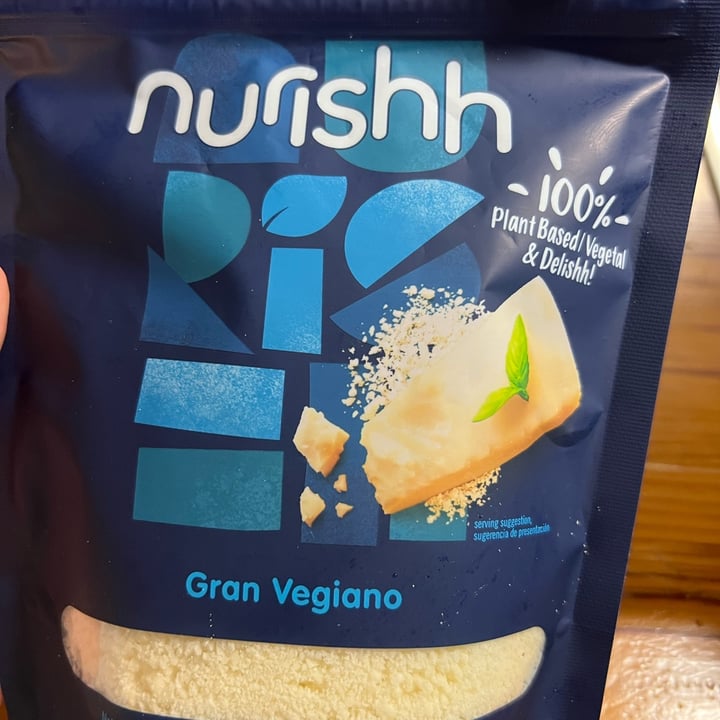 nurishh
100%
Plant Based/Vegetal
& Delishh!
serving suggestion,
sugerencia de presentación
Gran Vegiano